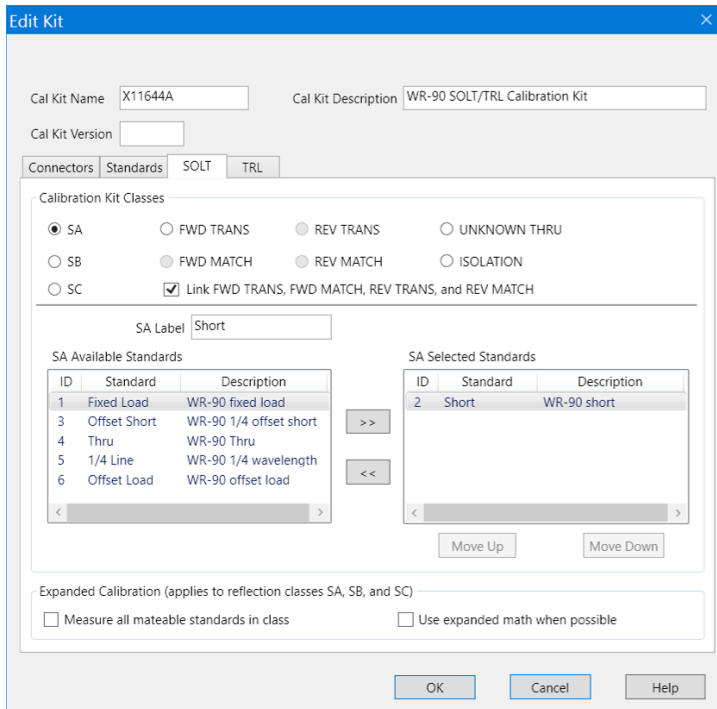 Edit Kit
Cal Kit Name X11644A Cal Kit Description WR-90 SOLT/TRL Calibration Kit
Cal Kit Version
Connectors Standards SOLT TRL
Calibration Kit Classes
SA FWD TRANS REV TRANS UNKNOWN THRU
SB FWD MATCH REV MATCH ISOLATION
SC Link FWD TRANS, FWD MATCH, REV TRANS, and REV MATCH
SA Label Short
SA Available Standards SA Selected Standards
ID Standard Description ID Standard Description
1 Fixed Load WR-90 fixed load 2 Short WR-90 short
3 Offset Short WR-90 1/4 offset short >>
4 Thru WR-90 Thru
5 1/4 Line WR-90 1/4 wavelength
6 Offset Load WR-90 offset load <<
Move Up Move Down
Expanded Calibration (applies to reflection classes SA, SB, and SC)
Measure all mateable standards in class Use expanded math when possible
OK Cancel Help